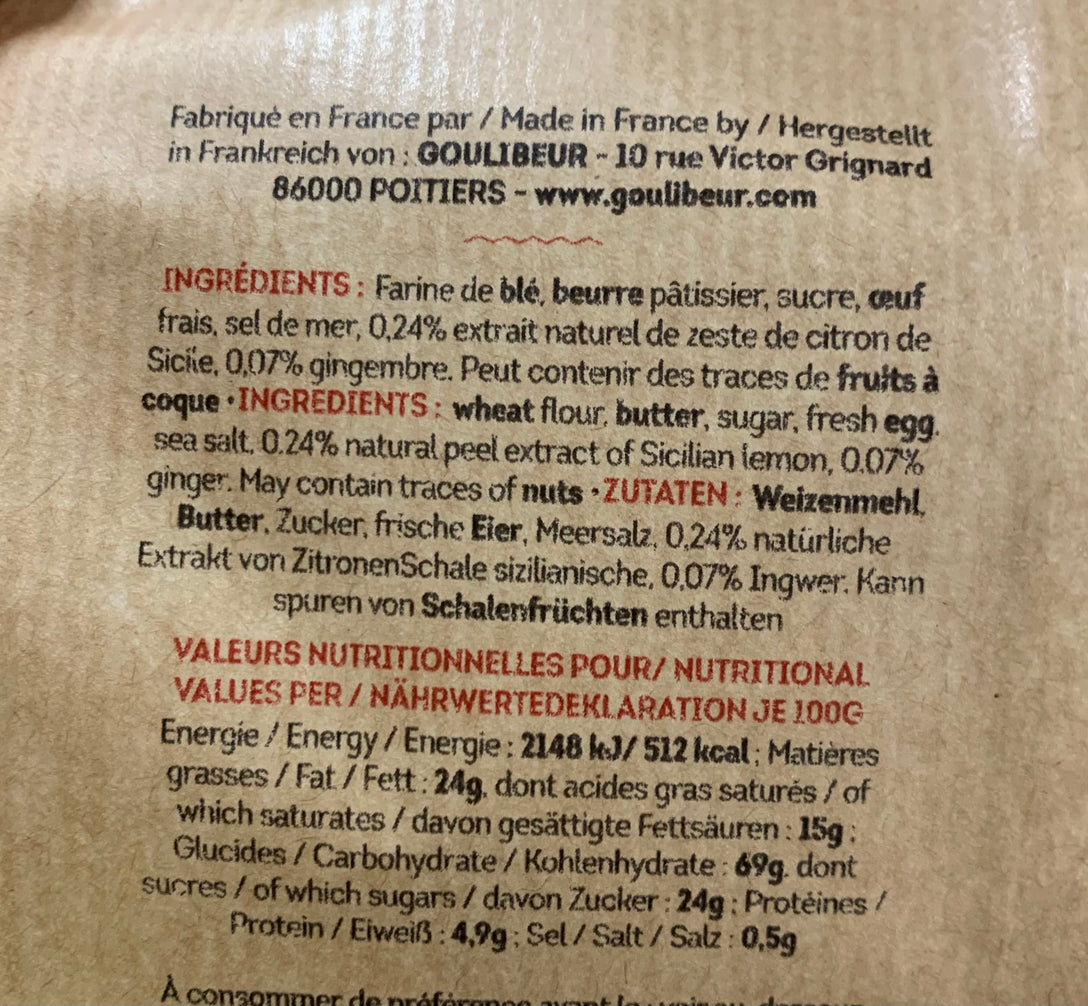 Fabriqué en France par / Made in France by / Hergestellt
in Frankreich von : GOULIBEUR - 10 rue Victor Grignard
86000 POITIERS - www.goulibeur.com
INGRÉDIENTS : Farine de blé, beurre pâtissier, sucre, œuf
frais, sel de mer, 0,24% extrait naturel de zeste de citron de
Sicile, 0,07% gingembre. Peut contenir des traces de fruits à
coque • INGREDIENTS : wheat flour, butter, sugar, fresh egg,
sea salt, 0.24% natural peel extract of Sicilian lemon, 0.07%
ginger. May contain traces of nuts • ZUTATEN : Weizenmehl,
Butter, Zucker, frische Eier, Meersalz, 0,24% natürliche
Extrakt von ZitronenSchale sizilianische, 0,07% Ingwer. Kann
spuren von Schalenfrüchten enthalten
VALEURS NUTRITIONNELLES POUR/ NUTRITIONAL
VALUES PER / NÄHRWERTEDEKLARATION JE 100G
Energie / Energy / Energie : 2148 kJ/ 512 kcal ; Matières
grasses / Fat / Fett : 24g, dont acides gras saturés / of
which saturates / davon gesättigte Fettsäuren : 15g ;
Glucides / Carbohydrate / Kohlenhydrate : 69g, dont
sucres / of which sugars / davon Zucker : 24g ; Protéines /
Protein / Eiweiß : 4,9g ; Sel / Salt / Salz : 0,5g
À consommer de préférence avant le